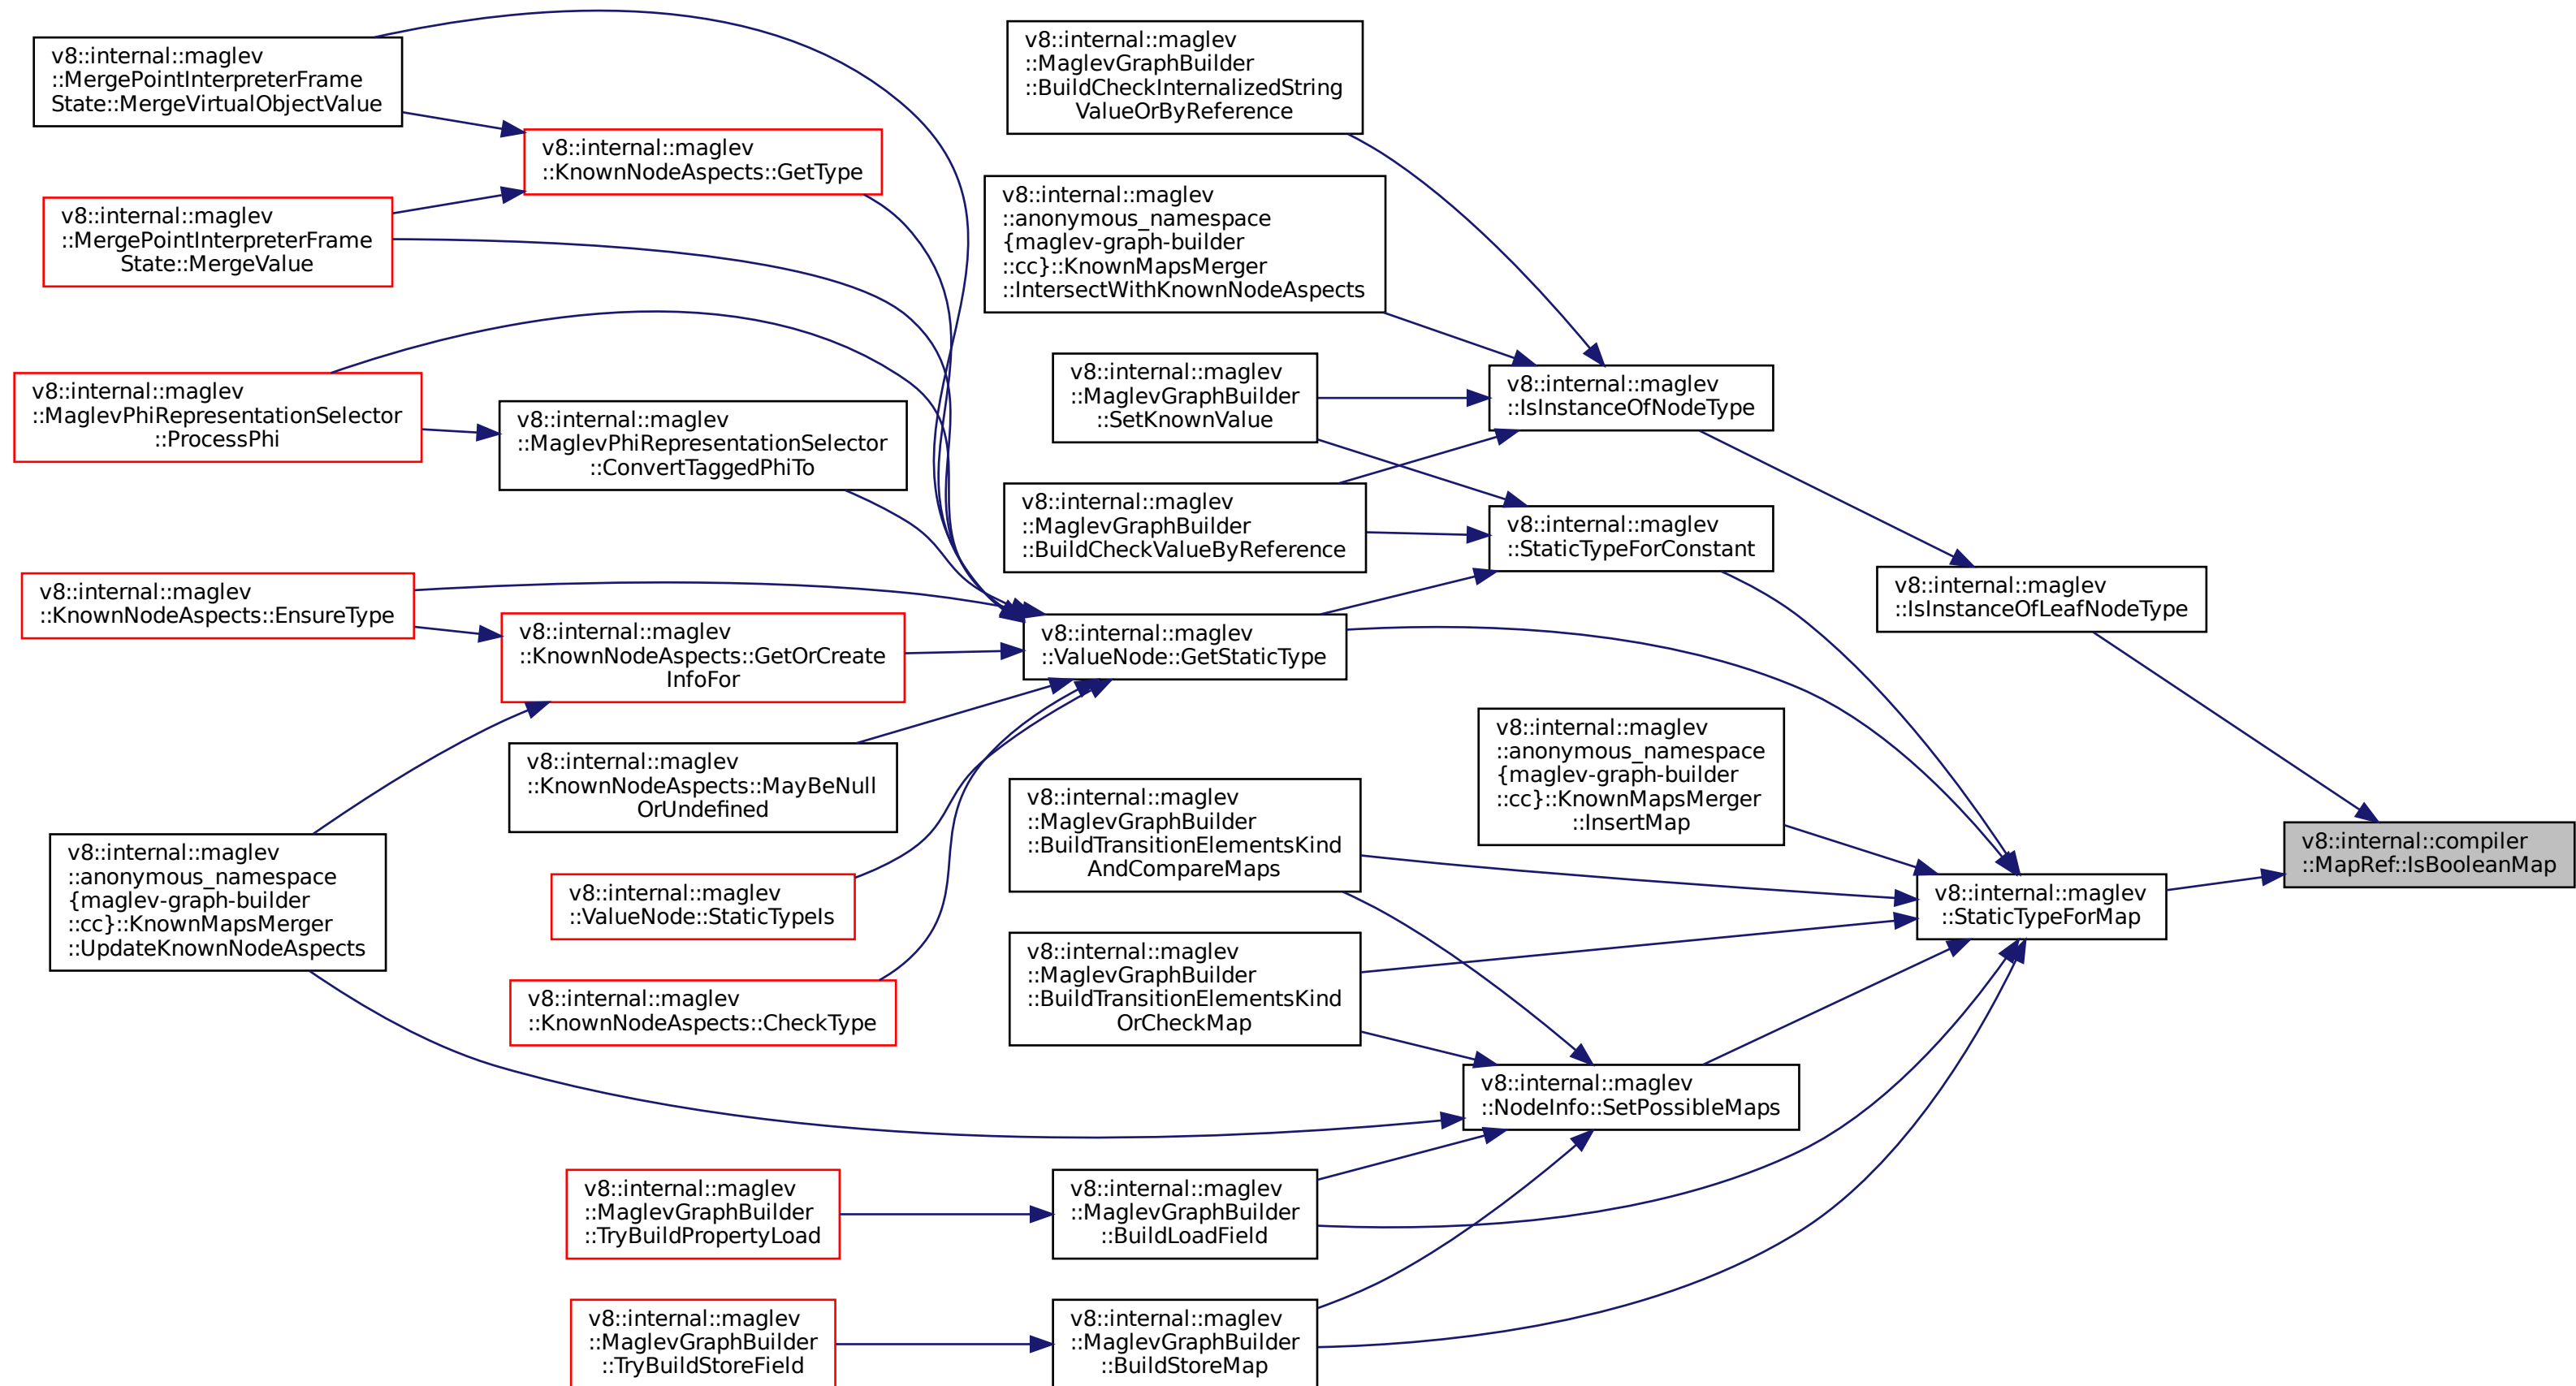 v8::internal::maglev
::MergePointInterpreterFrame
State::MergeVirtualObjectValue
v8::internal::maglev
::KnownNodeAspects::GetType
v8::internal::maglev
::MergePointInterpreterFrame
State::MergeValue
v8::internal::maglev
::MaglevPhiRepresentationSelector
::ProcessPhi
v8::internal::maglev
::MaglevPhiRepresentationSelector
::ConvertTaggedPhiTo
v8::internal::maglev
::KnownNodeAspects::EnsureType
v8::internal::maglev
::KnownNodeAspects::GetOrCreate
InfoFor
v8::internal::maglev
::KnownNodeAspects::MayBeNull
OrUndefined
v8::internal::maglev
::anonymous_namespace
{maglev-graph-builder
::cc}::KnownMapsMerger
::UpdateKnownNodeAspects
v8::internal::maglev
::ValueNode::StaticTypeIs
v8::internal::maglev
::KnownNodeAspects::CheckType
v8::internal::maglev
::MaglevGraphBuilder
::TryBuildPropertyLoad
v8::internal::maglev
::MaglevGraphBuilder
::TryBuildStoreField
v8::internal::maglev
::MaglevGraphBuilder
::BuildCheckInternalizedString
ValueOrByReference
v8::internal::maglev
::anonymous_namespace
{maglev-graph-builder
::cc}::KnownMapsMerger
::IntersectWithKnownNodeAspects
v8::internal::maglev
::MaglevGraphBuilder
::SetKnownValue
v8::internal::maglev
::MaglevGraphBuilder
::BuildCheckValueByReference
v8::internal::maglev
::ValueNode::GetStaticType
v8::internal::maglev
::MaglevGraphBuilder
::BuildTransitionElementsKind
AndCompareMaps
v8::internal::maglev
::MaglevGraphBuilder
::BuildTransitionElementsKind
OrCheckMap
v8::internal::maglev
::MaglevGraphBuilder
::BuildLoadField
v8::internal::maglev
::MaglevGraphBuilder
::BuildStoreMap
v8::internal::maglev
::IsInstanceOfNodeType
v8::internal::maglev
::StaticTypeForConstant
v8::internal::maglev
::anonymous_namespace
{maglev-graph-builder
::cc}::KnownMapsMerger
::InsertMap
v8::internal::maglev
::NodeInfo::SetPossibleMaps
v8::internal::maglev
::IsInstanceOfLeafNodeType
v8::internal::maglev
::StaticTypeForMap
v8::internal::compiler
::MapRef::IsBooleanMap